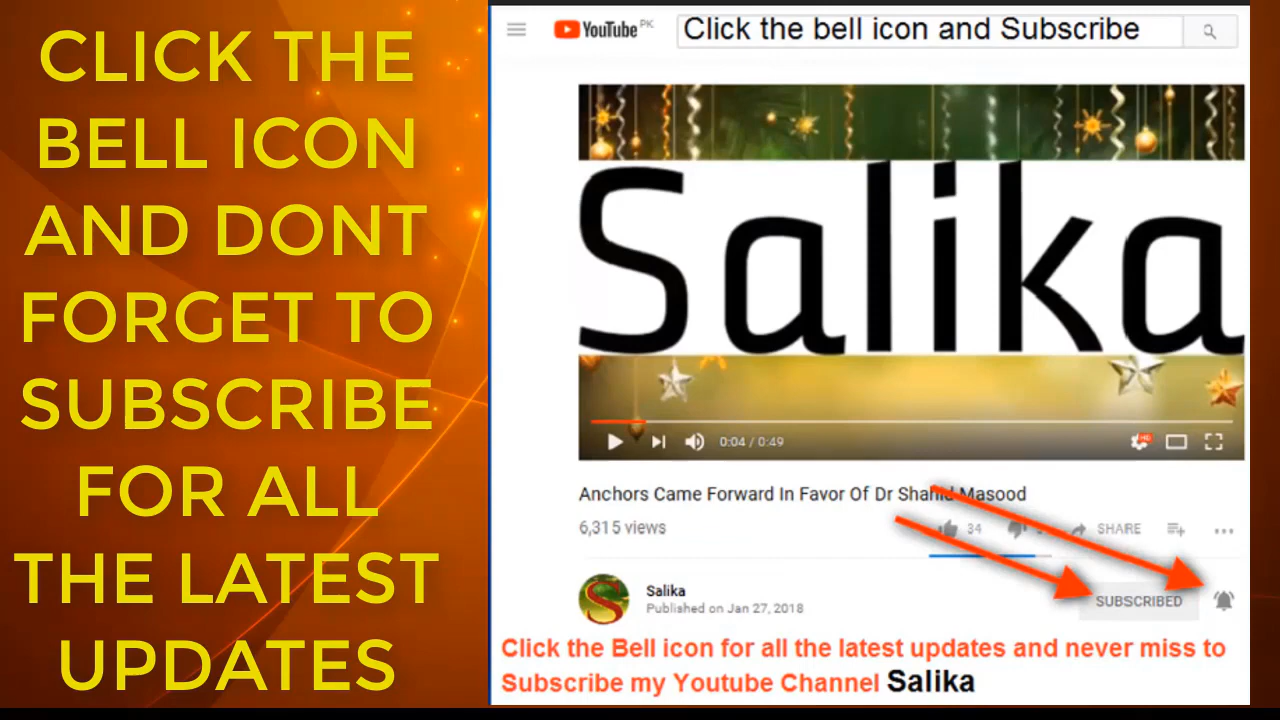 CLICK THE
BELL ICON
AND DONT
FORGET TO
SUBSCRIBE
FOR ALL
THE LATEST
UPDATES
YouTube PK
Click the bell icon and Subscribe
Salika
0:04 / 0:49
HD
Anchors Came Forward In Favor Of Dr Shahid Masood
6,315 views
34
SHARE
Salika
Published on Jan 27, 2018
SUBSCRIBED
Click the Bell icon for all the latest updates and never miss to
Subscribe my Youtube Channel Salika